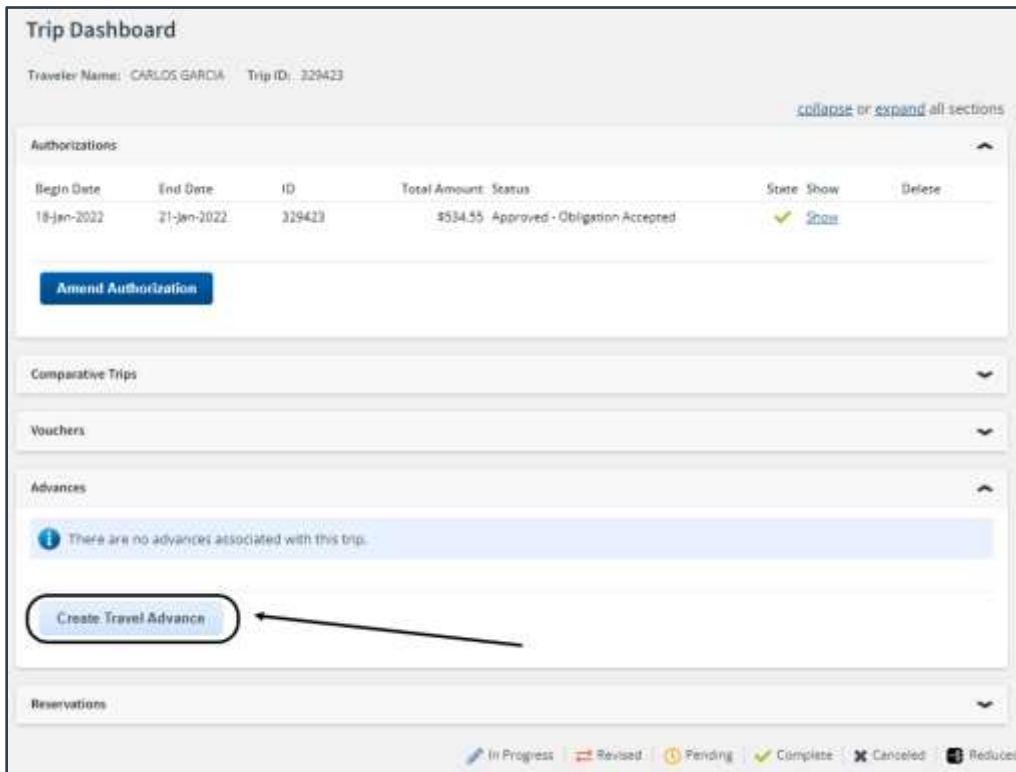 Trip Dashboard
Traveler Name: CARLOS GARCIA Trip ID: 329423
collapse or expand all sections
Authorizations
Begin Date End Date ID Total Amount Status State Show Delete
18-Jan-2022 21-Jan-2022 329423 $534.55 Approved - Obligation Accepted Show
Amend Authorization
Comparative Trips
Vouchers
Advances
There are no advances associated with this trip.
Create Travel Advance
Reservations
In Progress Revised Pending Complete Canceled Reduced